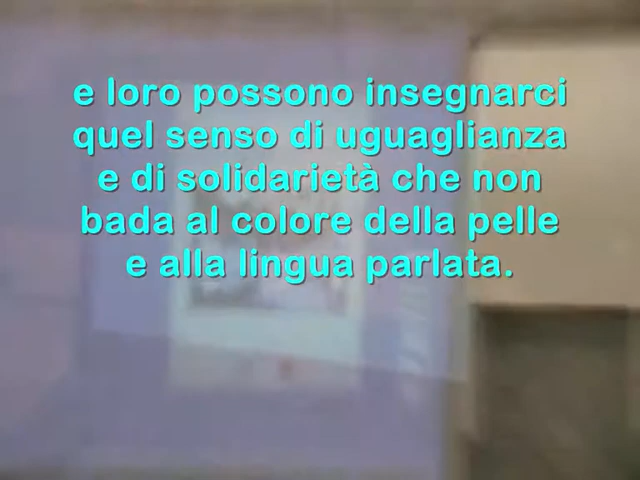 e loro possono insegnarci
quel senso di uguaglianza
e di solidarietà che non
bada al colore della pelle
e alla lingua parlata.